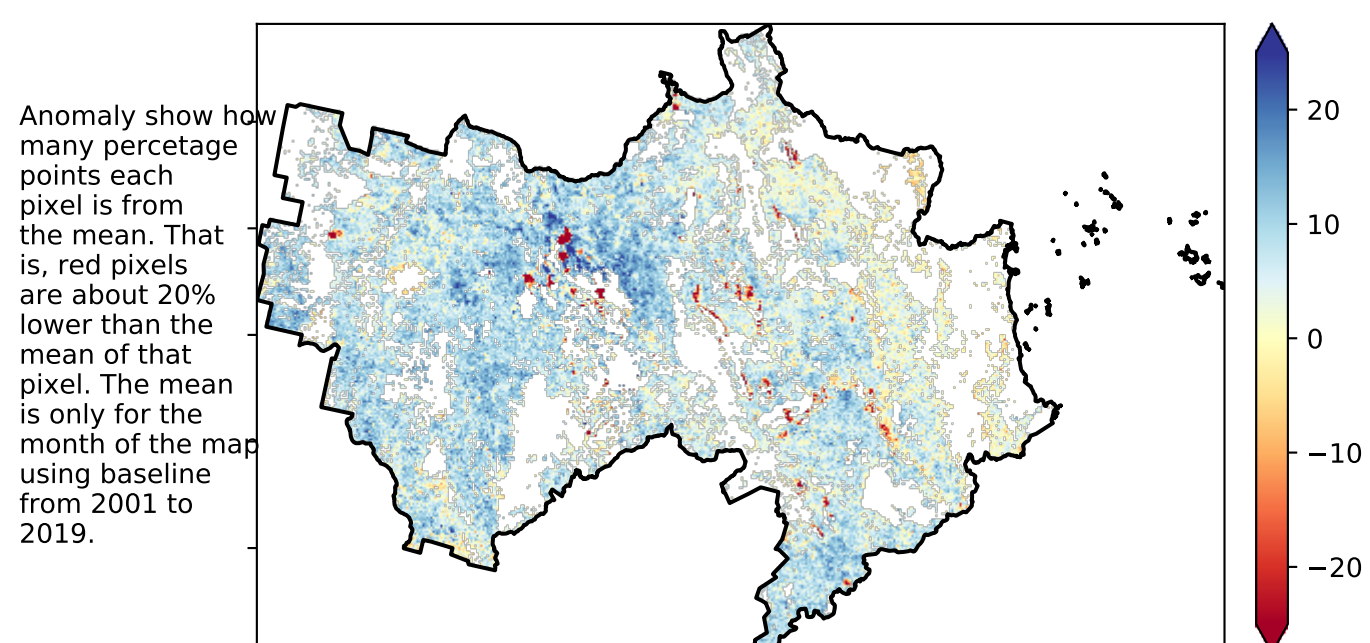 Anomaly show how
many percetage
points each
pixel is from
the mean. That
is, red pixels
are about 20%
lower than the
mean of that
pixel. The mean
is only for the
month of the map
using baseline
from 2001 to
2019.
20
10
0
−10
−20